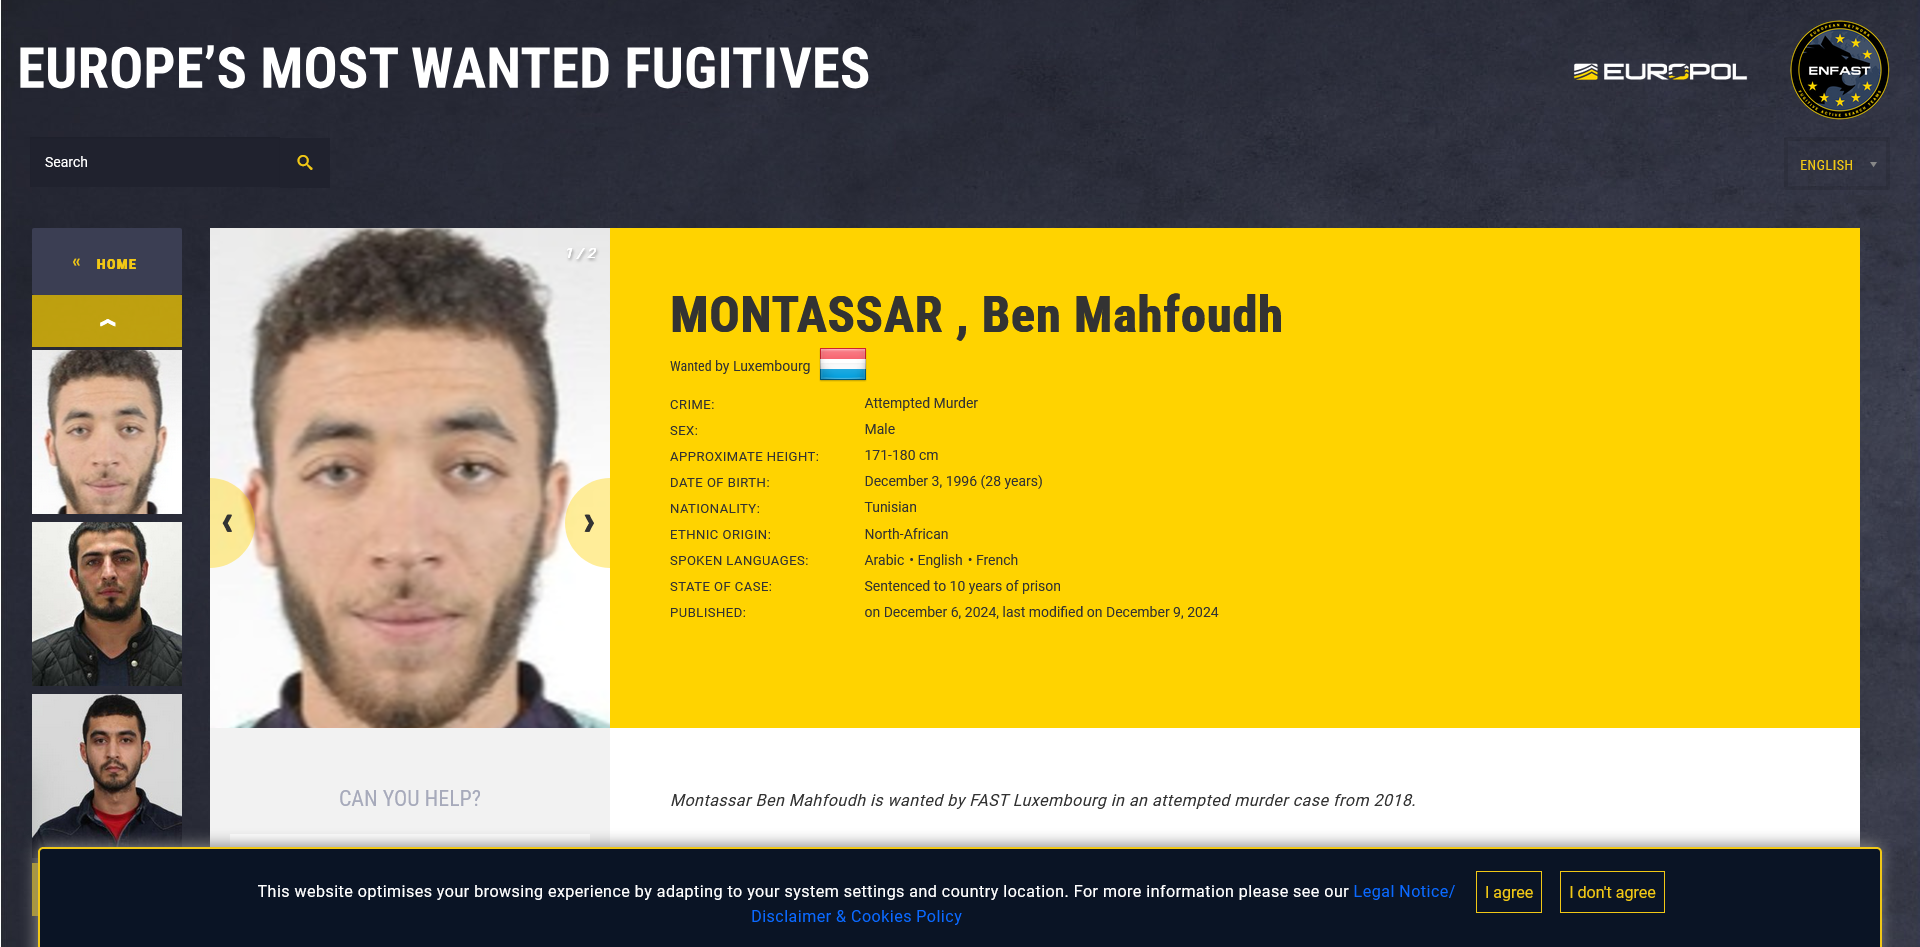 EUROPE’S MOST WANTED FUGITIVES
EUROPOL
ENFAST
Search
ENGLISH
« HOME
1 / 2
MONTASSAR , Ben Mahfoudh
Wanted by Luxembourg
CRIME: Attempted Murder
SEX: Male
APPROXIMATE HEIGHT: 171-180 cm
DATE OF BIRTH: December 3, 1996 (28 years)
NATIONALITY: Tunisian
ETHNIC ORIGIN: North-African
SPOKEN LANGUAGES: Arabic • English • French
STATE OF CASE: Sentenced to 10 years of prison
PUBLISHED: on December 6, 2024, last modified on December 9, 2024
CAN YOU HELP?
Montassar Ben Mahfoudh is wanted by FAST Luxembourg in an attempted murder case from 2018.
This website optimises your browsing experience by adapting to your system settings and country location. For more information please see our Legal Notice/
Disclaimer & Cookies Policy
I agree
I don't agree